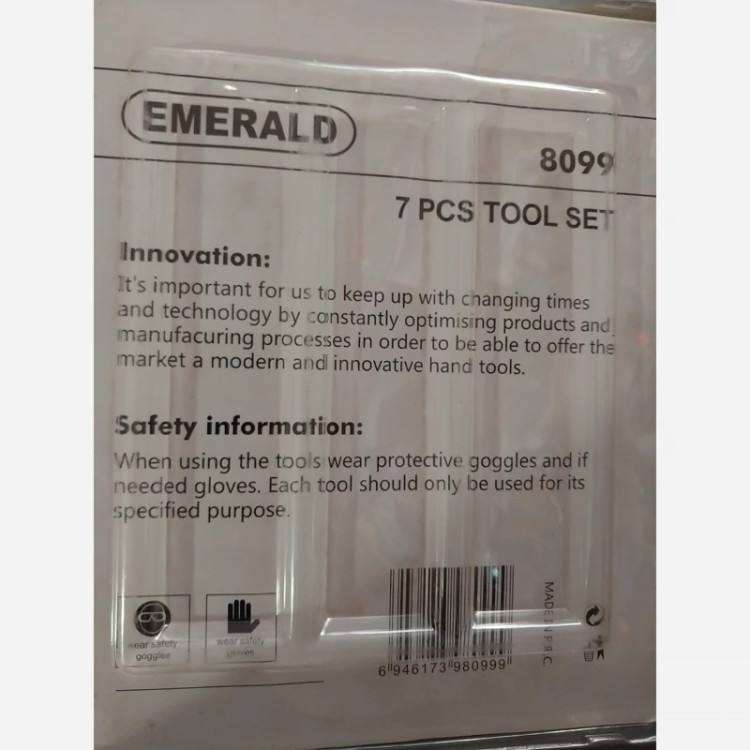 EMERALD
8099
7 PCS TOOL SET
Innovation:
It's important for us to keep up with changing times
and technology by constantly optimising products and
manufacuring processes in order to be able to offer the
market a modern and innovative hand tools.
Safety information:
When using the tools wear protective goggles and if
needed gloves. Each tool should only be used for its
specified purpose.
wear safety
goggles
wear safety
gloves
MADE IN P.R.C.
6 946173 980999